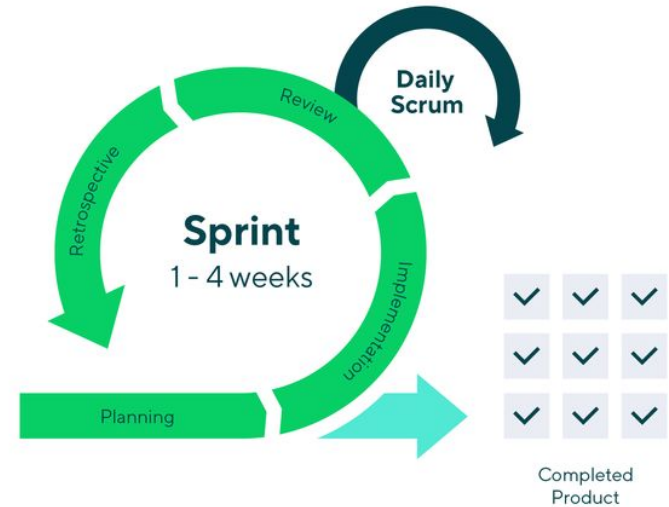 Daily
Scrum
Review
Retrospective
Sprint
1 - 4 weeks
Implementation
Planning
Completed
Product